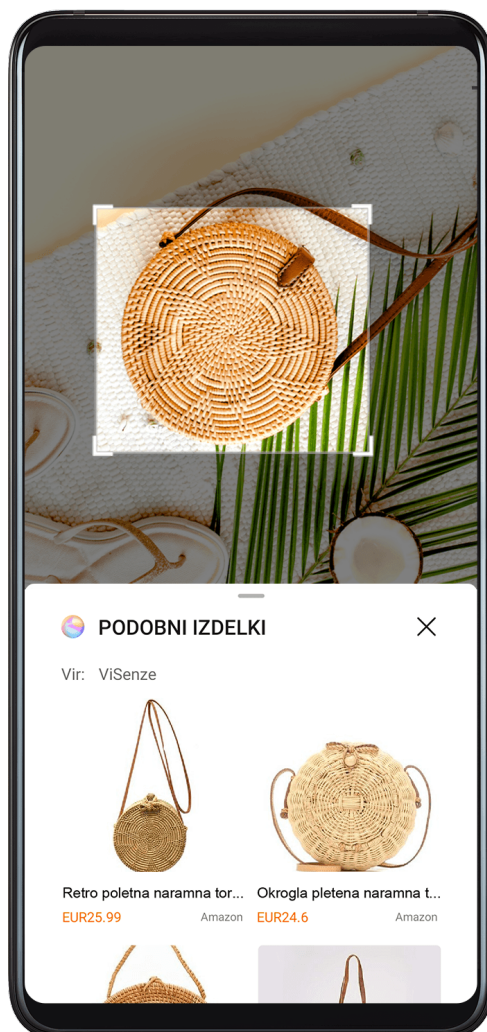 PODOBNI IZDELKI
Vir: ViSenze
Retro poletna naramna tor...
Okrogla pletena naramna t...
EUR25.99 Amazon
EUR24.6 Amazon